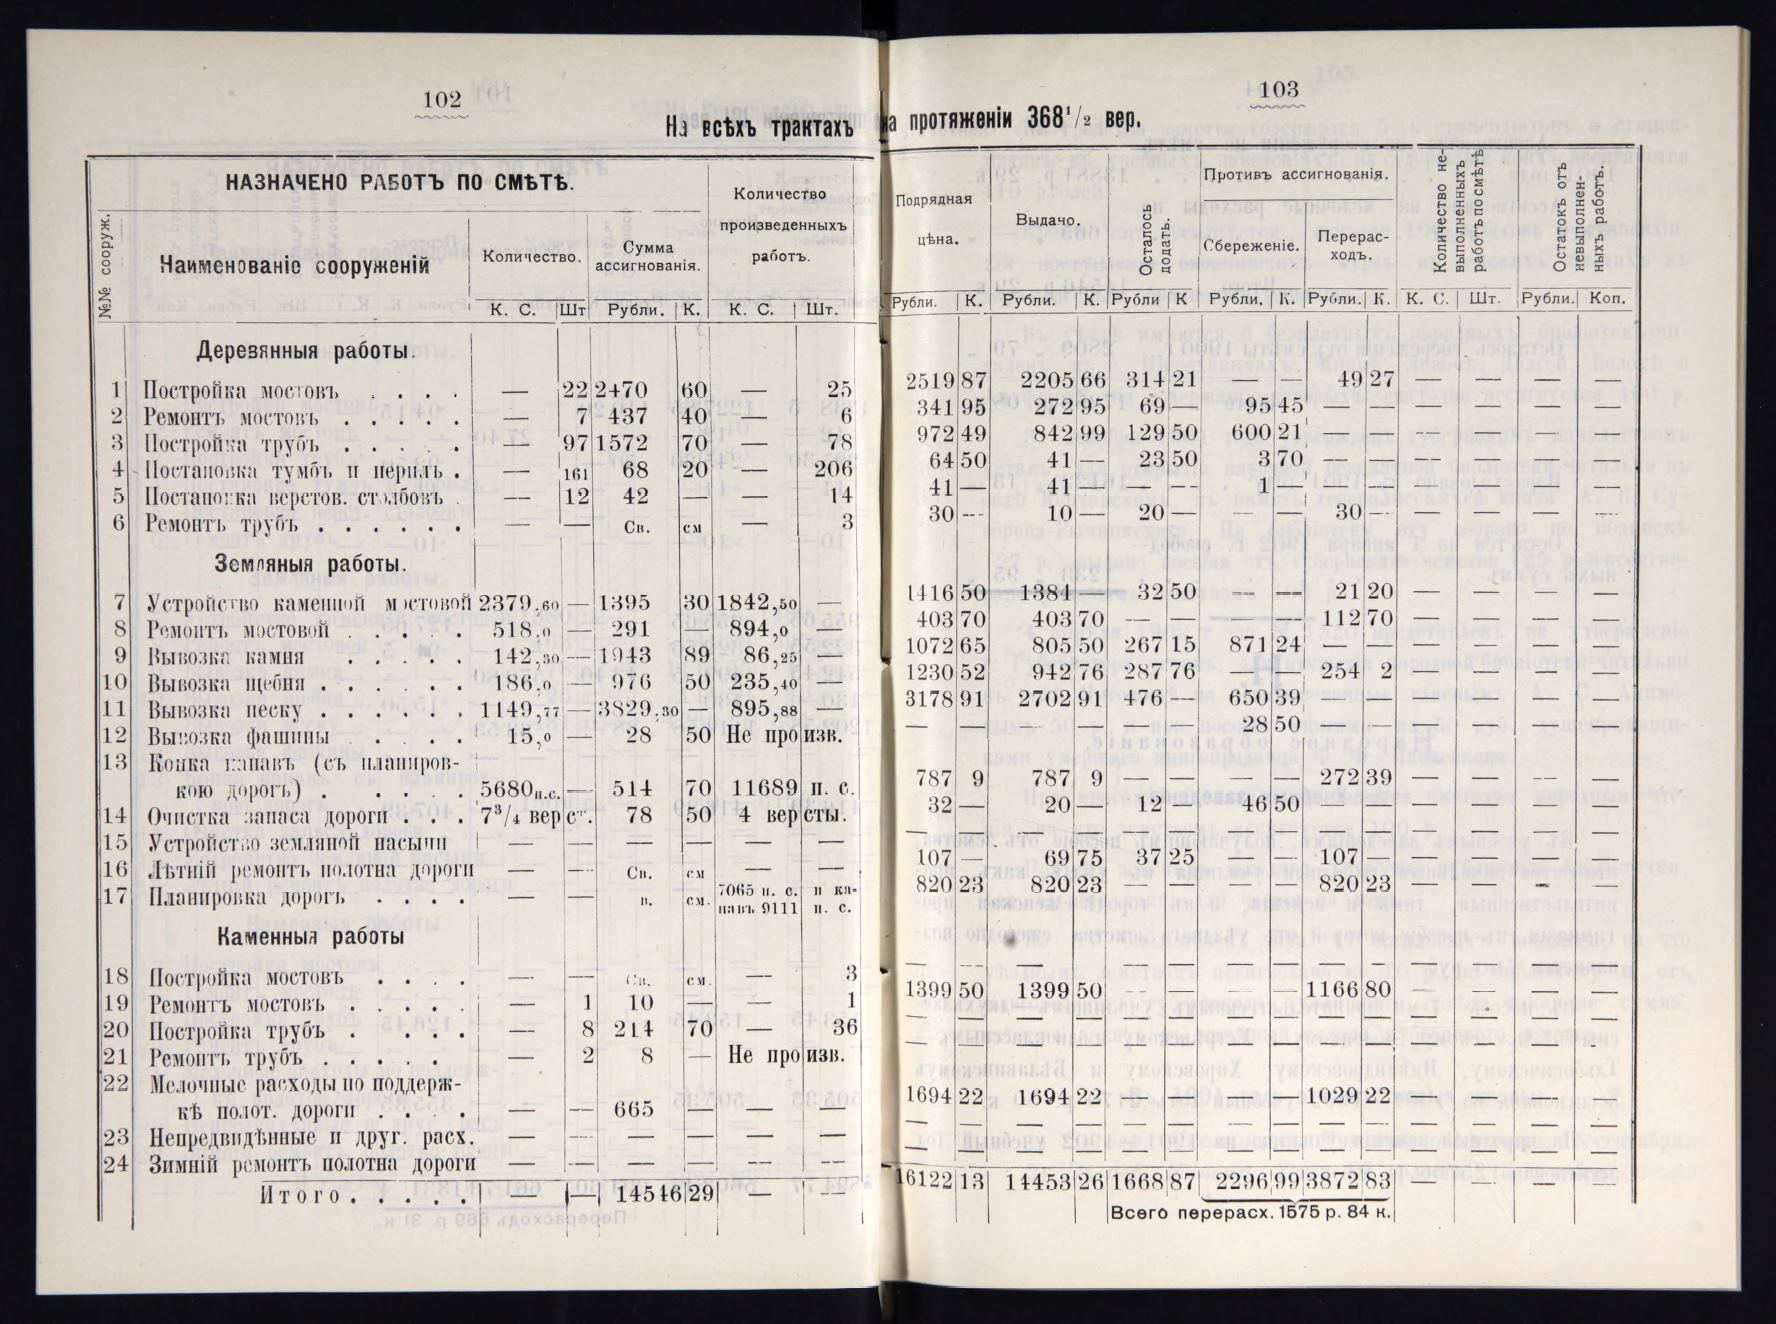 102
На всѣхъ трактахъ
НАЗНАЧЕНО РАБОТЪ ПО СМѢТѢ.
Количество произведенныхъ работъ.
№№ сооруж.
Наименованіе сооруженій
Количество.
Сумма ассигнованія.
К. С. Шт Рубли. К. К. С. Шт.
Деревянныя работы.
1 Постройка мостовъ . . . . — 22 2470 60 — 25
2 Ремонтъ мостовъ . . . . . — 7 437 40 — 6
3 Постройка трубъ . . . . . — 97 1572 70 — 78
4 Постановка тумбъ и перилъ . — 161 68 20 — 206
5 Постановка верстов. столбовъ . — 12 42 — — 14
6 Ремонтъ трубъ . . . . . . — — Св. см — 3
Земляныя работы.
7 Устройство каменной мостовой 2379,60 — 1395 30 1842,50 —
8 Ремонтъ мостовой . . . . . 518,0 — 291 — 894,0 —
9 Вывозка камня . . . . . 142,30 — 1943 89 86,25 —
10 Вывозка щебня . . . . . . 186,0 — 976 50 235,40 —
11 Вывозка песку . . . . . . 1149,77 — 3829,30 — 895,88 —
12 Вывозка фашины . . . . 15,0 — 28 50 Не произв.
13 Копка канавъ (съ планиров-
кою дорогъ) . . . . . 5680п.с. — 514 70 11689 п. с.
14 Очистка запаса дороги . . . 7³/₄ верст. 78 50 4 версты.
15 Устройство земляной насыпи — — — — — —
16 Лѣтній ремонтъ полотна дороги — — Св. см — —
17 Планировка дорогъ . . . . — — п. см. 7065 п. с. и ка-
навъ 9111 п. с.
Каменныя работы
18 Постройка мостовъ . . . . — — Св. см. — 3
19 Ремонтъ мостовъ . . . . — 1 10 — — 1
20 Постройка трубъ . . . . — 8 214 70 — 36
21 Ремонтъ трубъ . . . . . — 2 8 — Не произв.
22 Мелочные расходы по поддерж-
кѣ полот. дороги . . . . — — 665 — — —
23 Непредвидѣнные и друг. расх. — — — — — —
24 Зимній ремонтъ полотна дороги — — — — — —
Итого . . . . . — — 14546 29 — —
103
на протяженіи 368¹/₂ вер.
Подрядная цѣна.
Выдачо.
Осталось додать.
Противъ ассигнованія.
Сбереженіе.
Перерас-
ходъ.
Количество не-
выполненныхъ
работъ по смѣтѣ
Остатокъ отъ
невыполнен-
ныхъ работъ.
Рубли. К. Рубли. К. Рубли К Рубли. К. Рубли. К. К. С. Шт. Рубли. Коп.
2519 87 2205 66 314 21 — — 49 27 — — — —
341 95 272 95 69 — 95 45 — — — — — —
972 49 842 99 129 50 600 21 — — — — — —
64 50 41 — 23 50 3 70 — — — — — —
41 — 41 — — — 1 — — — — — — —
30 — 10 — 20 — — — 30 — — — — —
1416 50 1384 — 32 50 — — 21 20 — — — —
403 70 403 70 — — — — 112 70 — — — —
1072 65 805 50 267 15 871 24 — — — — — —
1230 52 942 76 287 76 — — 254 2 — — — —
3178 91 2702 91 476 — 650 39 — — — — — —
— — — — — — 28 50 — — — — — —
787 9 787 9 — — — — 272 39 — — — —
32 — 20 — 12 — 46 50 — — — — — —
— — — — — — — — — — — — — —
107 — 69 75 37 25 — — 107 — — — — —
820 23 820 23 — — — — 820 23 — — — —
— — — — — — — — — — — — — —
1399 50 1399 50 — — — — 1166 80 — — — —
— — — — — — — — — — — — — —
— — — — — — — — — — — — — —
1694 22 1694 22 — — — — 1029 22 — — — —
— — — — — — — — — — — — — —
— — — — — — — — — — — — — —
16122 13 14453 26 1668 87 2296 99 3872 83 — — — —
Всего перерасх. 1575 р. 84 к.